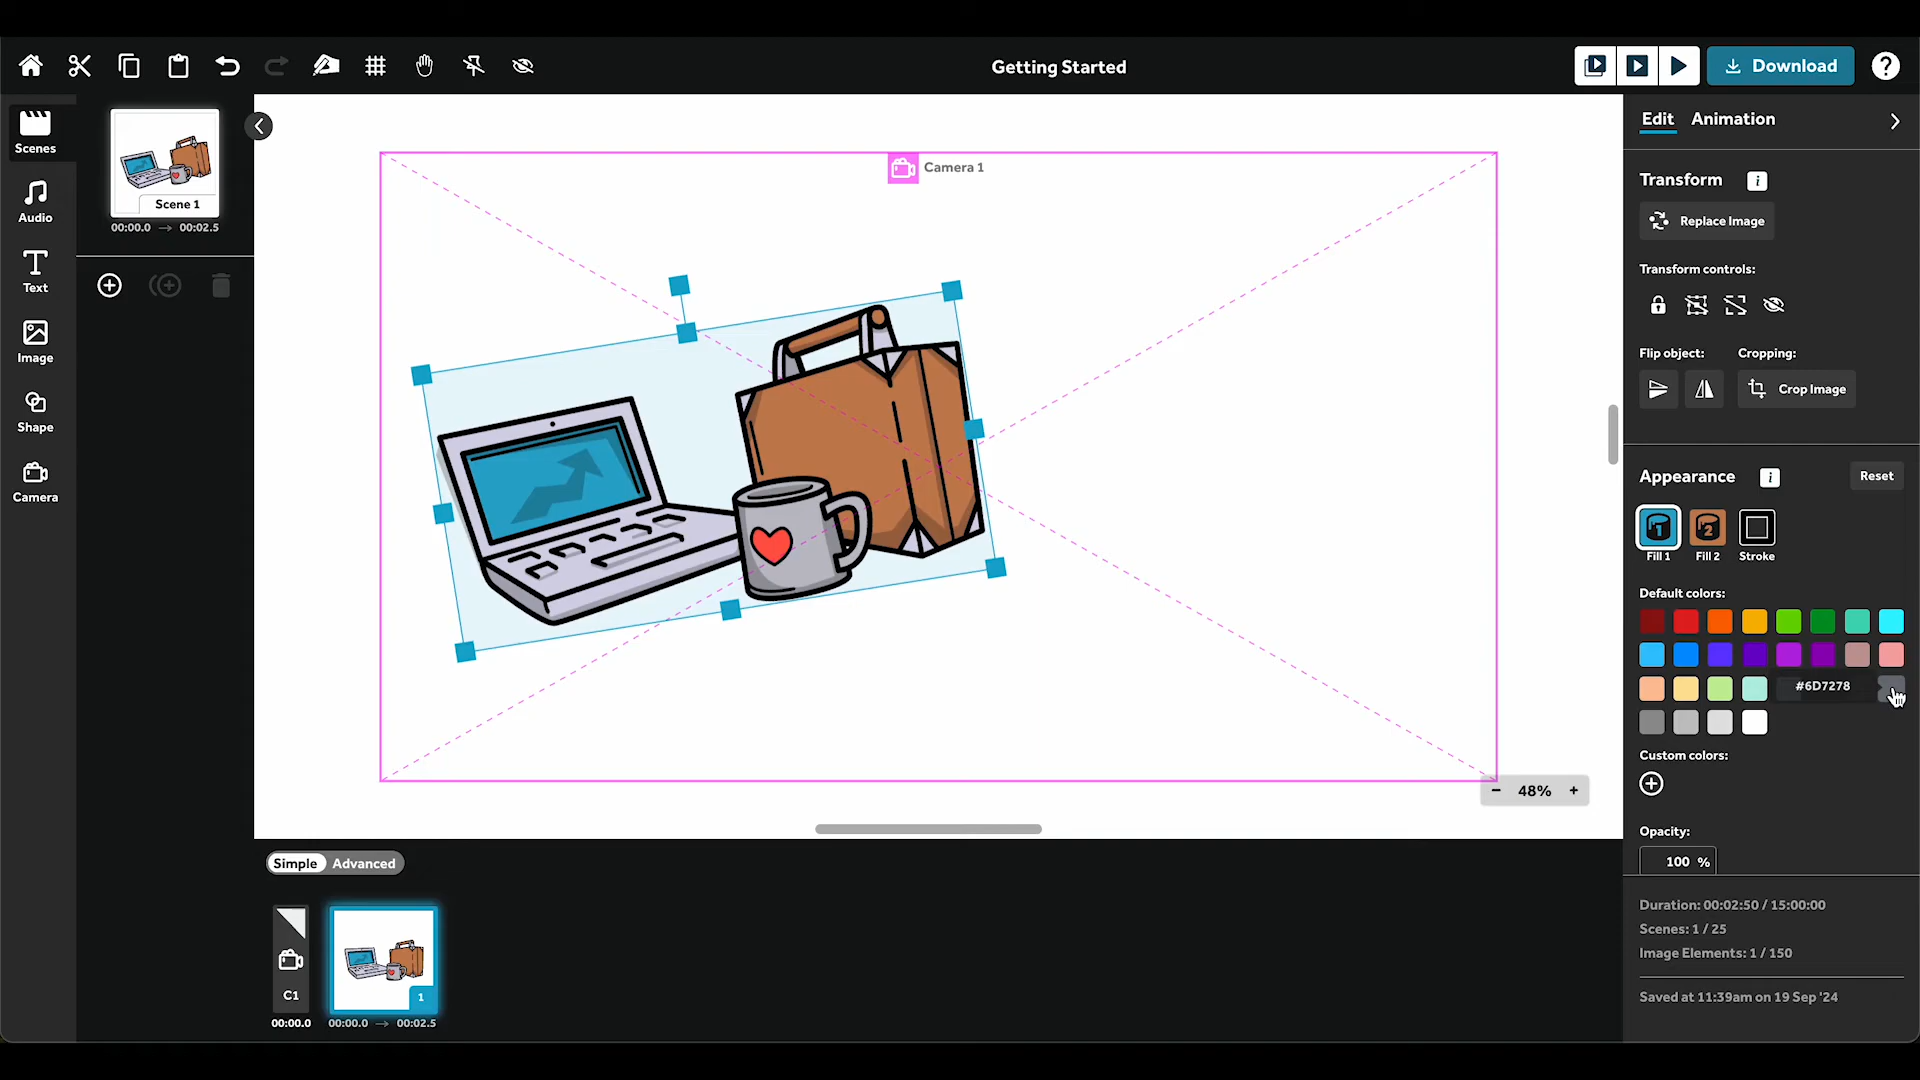 Getting Started
Download
?
Scenes
Audio
Text
Image
Shape
Camera
Scene 1
00:00.0 → 00:02.5
Camera 1
48%
Edit Animation
Transform i
Replace Image
Transform controls:
Flip object: Cropping:
Crop Image
Appearance i Reset
1 2
Fill 1 Fill 2 Stroke
Default colors:
#6D7278
Custom colors:
Opacity:
100 %
Duration: 00:02:50 / 15:00:00
Scenes: 1 / 25
Image Elements: 1 / 150
Saved at 11:39am on 19 Sep '24
Simple Advanced
C1
1
00:00.0 00:00.0 → 00:02.5